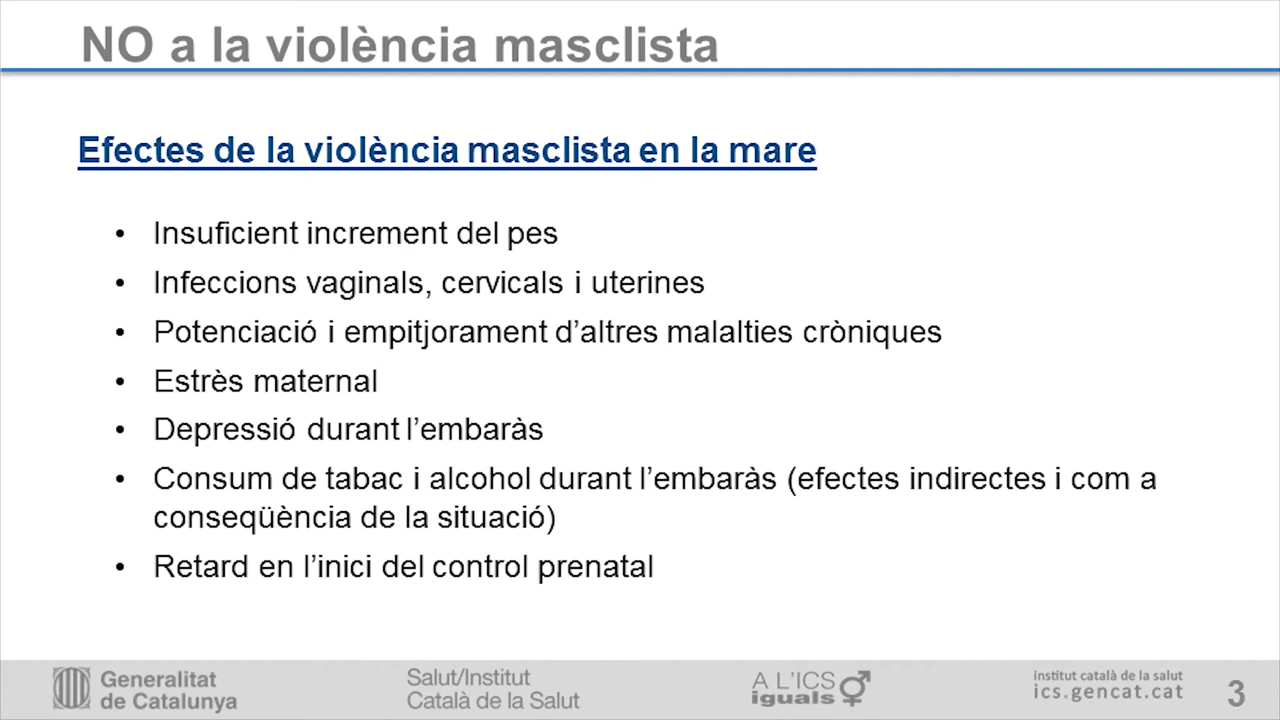 NO a la violència masclista
Efectes de la violència masclista en la mare
• Insuficient increment del pes
• Infeccions vaginals, cervicals i uterines
• Potenciació i empitjorament d’altres malalties cròniques
• Estrès maternal
• Depressió durant l’embaràs
• Consum de tabac i alcohol durant l’embaràs (efectes indirectes i com a
conseqüència de la situació)
• Retard en l’inici del control prenatal
Generalitat
de Catalunya
Salut/Institut
Català de la Salut
A L'ICS
iguals
institut català de la salut
ics.gencat.cat
3